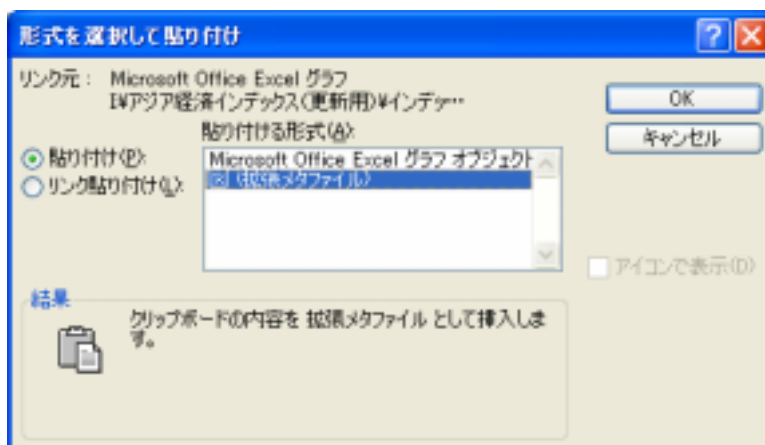 形式を選択して貼り付け
リンク元： Microsoft Office Excel グラフ
I¥アジア経済インデックス(更新用)¥インデッ…
貼り付ける形式(A):
貼り付け(P):
リンク貼り付け(L):
Microsoft Office Excel グラフ オブジェクト
図 (拡張メタファイル)
OK
キャンセル
アイコンで表示(D)
結果
クリップボードの内容を 拡張メタファイル として挿入しま
す。